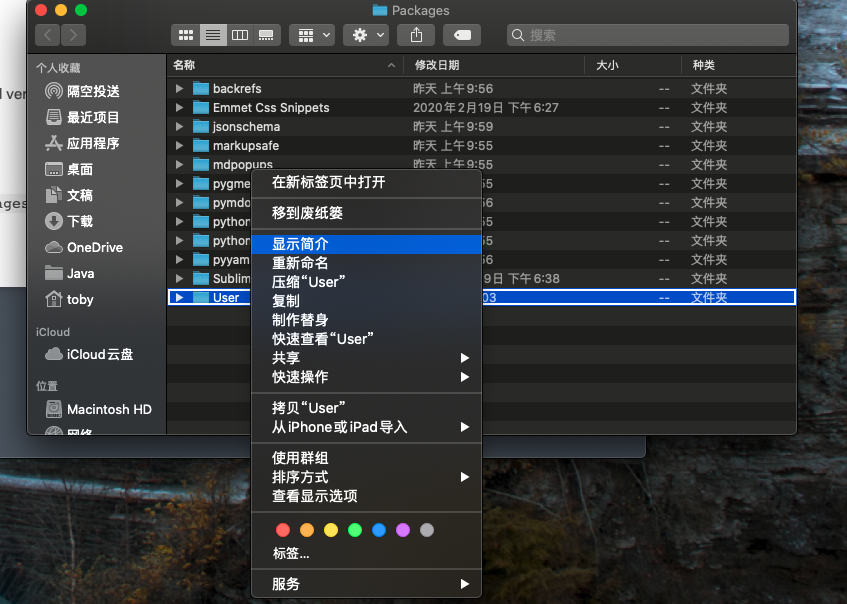 Packages
搜索
名称
修改日期
大小
种类
个人收藏
隔空投送
最近项目
应用程序
桌面
文稿
下载
OneDrive
Java
toby
iCloud
iCloud云盘
位置
Macintosh HD
网络
d ver
ages
backrefs 昨天 上午9:56 -- 文件夹
Emmet Css Snippets 2020年2月19日 下午6:27 -- 文件夹
jsonschema 昨天 上午9:59 -- 文件夹
markupsafe 昨天 上午9:55 -- 文件夹
mdpopups 昨天 上午9:55 -- 文件夹
pygme 55 -- 文件夹
pymdo 56 -- 文件夹
python 55 -- 文件夹
python 55 -- 文件夹
pyyam 56 -- 文件夹
Sublim 9日 下午6:38 -- 文件夹
User 03 -- 文件夹
在新标签页中打开
移到废纸篓
显示简介
重新命名
压缩“User”
复制
制作替身
快速查看“User”
共享
快速操作
拷贝“User”
从iPhone或iPad导入
使用群组
排序方式
查看显示选项
标签...
服务